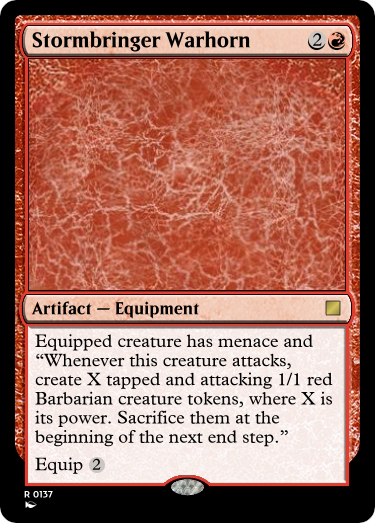 Stormbringer Warhorn 2
Artifact — Equipment
Equipped creature has menace and
“Whenever this creature attacks,
create X tapped and attacking 1/1 red
Barbarian creature tokens, where X is
its power. Sacrifice them at the
beginning of the next end step.”
Equip 2
R 0137